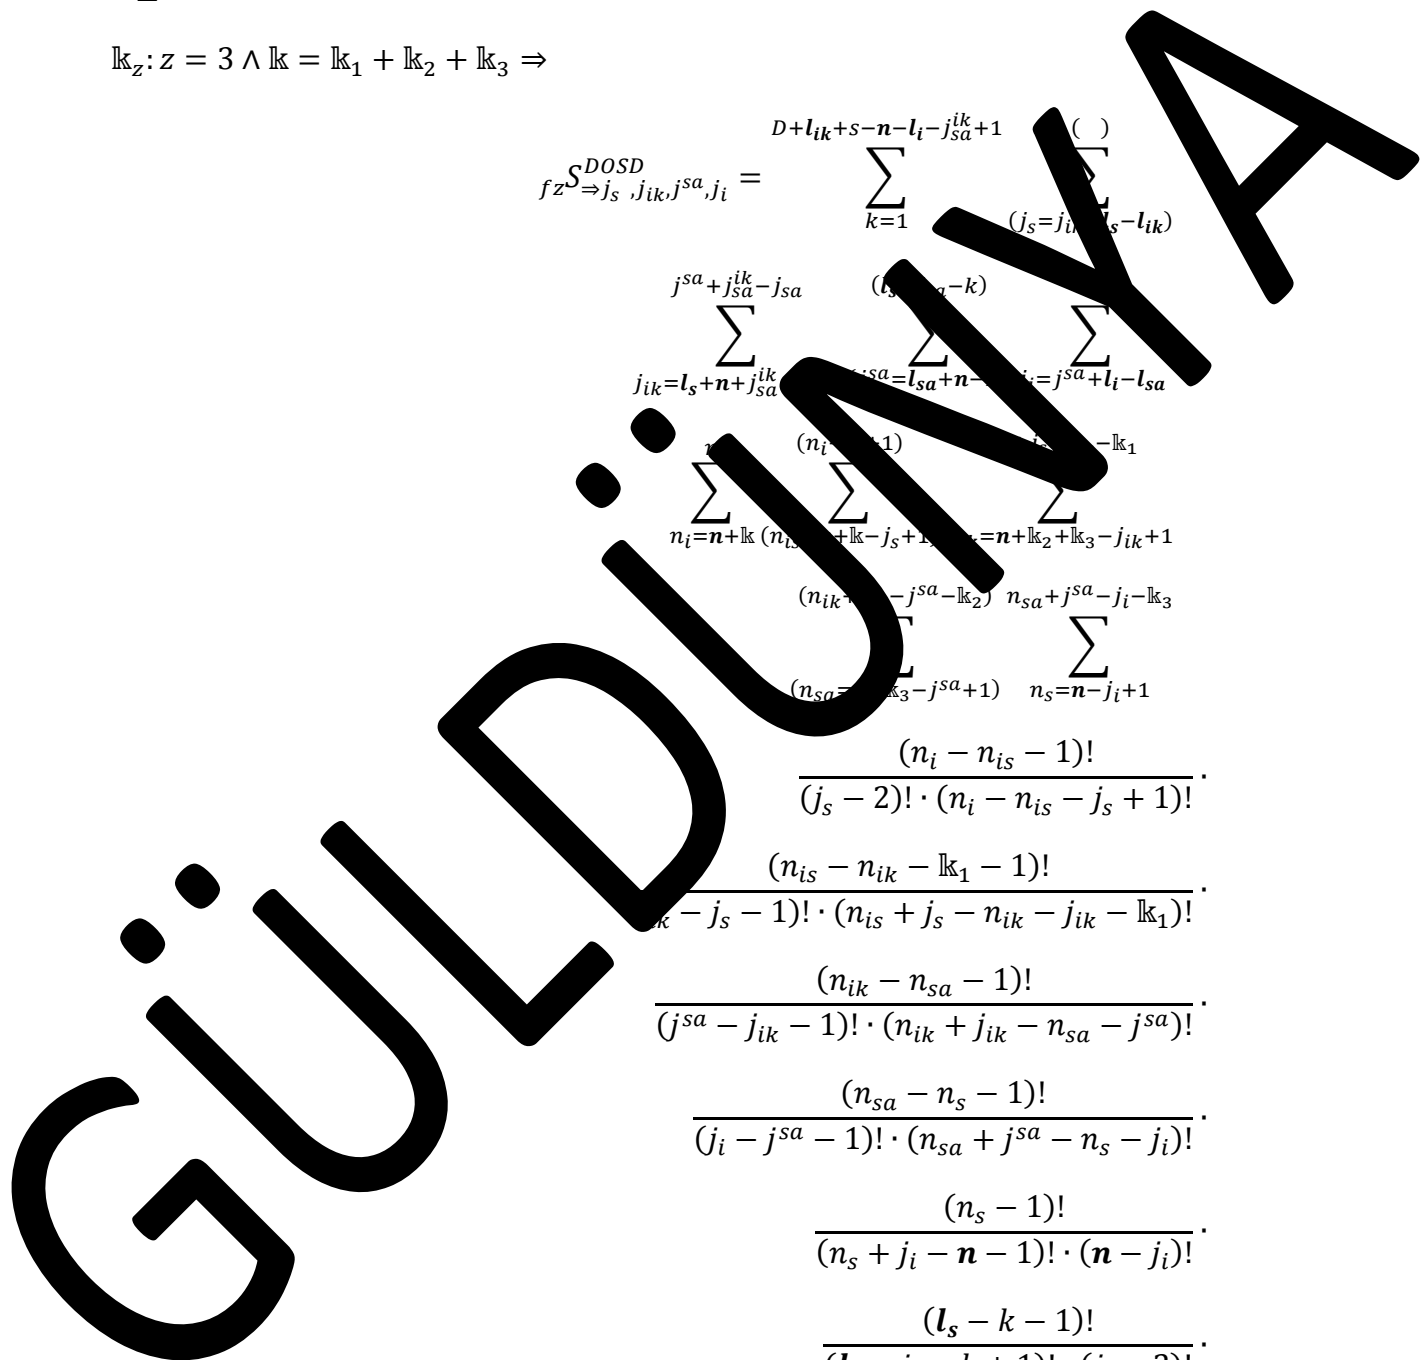 𝕜_z: z = 3 ∧ 𝕜 = 𝕜_1 + 𝕜_2 + 𝕜_3 ⇒
D+l_{ik}+s−n−l_i−j_{sa}^{ik}+1 ( )
_{fz}S^{DOSD}_{⇒j_s ,j_{ik},j^{sa},j_i} = ∑ ∑
k=1 −l_{ik})
j^{sa}+j_{sa}^{ik}−j_{sa} −k)
∑ ∑ ∑
j_{ik}=l_s+n+j_{sa}^{ik} =l_{sa}+n− =j^{sa}+l_i−l_{sa}
(n_i 1) −𝕜_1
∑ ∑ ∑
n_i=n+𝕜 +𝕜−j_s+1 =n+𝕜_2+𝕜_3−j_{ik}+1
(n_{ik}+ −j^{sa}−𝕜_2) n_{sa}+j^{sa}−j_i−𝕜_3
∑ ∑
(n_{sa}= 𝕜_3−j^{sa}+1) n_s=n−j_i+1
(n_i − n_{is} − 1)!
(j_s − 2)! · (n_i − n_{is} − j_s + 1)! ·
(n_{is} − n_{ik} − 𝕜_1 − 1)!
− j_s − 1)! · (n_{is} + j_s − n_{ik} − j_{ik} − 𝕜_1)! ·
(n_{ik} − n_{sa} − 1)!
(j^{sa} − j_{ik} − 1)! · (n_{ik} + j_{ik} − n_{sa} − j^{sa})! ·
(n_{sa} − n_s − 1)!
(j_i − j^{sa} − 1)! · (n_{sa} + j^{sa} − n_s − j_i)! ·
(n_s − 1)!
(n_s + j_i − n − 1)! · (n − j_i)! ·
(l_s − k − 1)!
GÜLDÜNYA